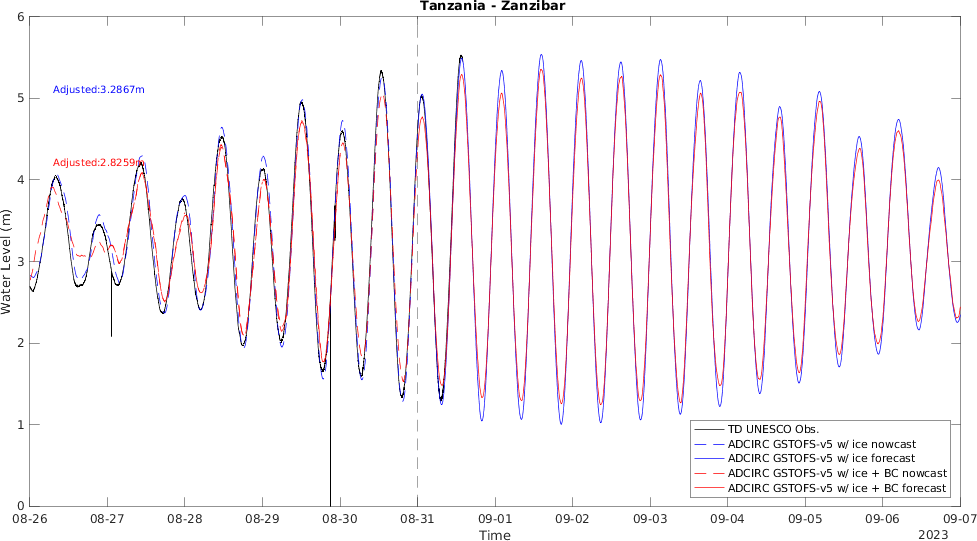 Tanzania - Zanzibar
6
5
4
3
2
1
0
Water Level (m)
Adjusted:3.2867m
Adjusted:2.8259m
TD UNESCO Obs.
ADCIRC GSTOFS-v5 w/ ice nowcast
ADCIRC GSTOFS-v5 w/ ice forecast
ADCIRC GSTOFS-v5 w/ ice + BC nowcast
ADCIRC GSTOFS-v5 w/ ice + BC forecast
08-26 08-27 08-28 08-29 08-30 08-31 09-01 09-02 09-03 09-04 09-05 09-06 09-07
Time
2023